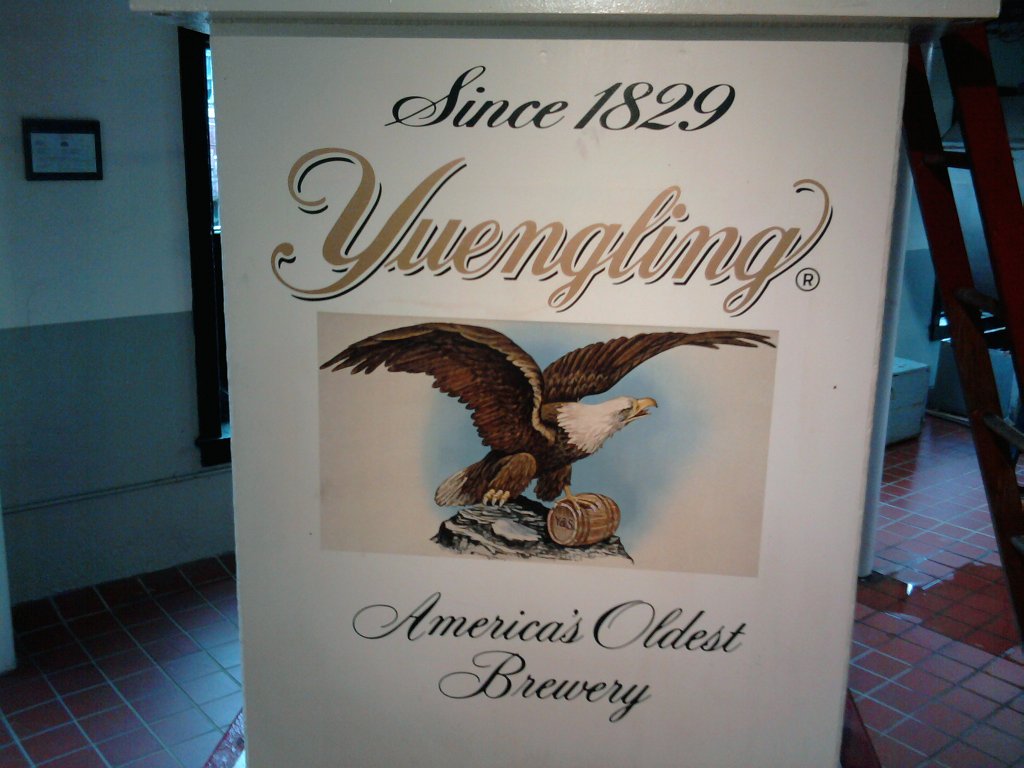 Since 1829
Yuengling®
America's Oldest
Brewery